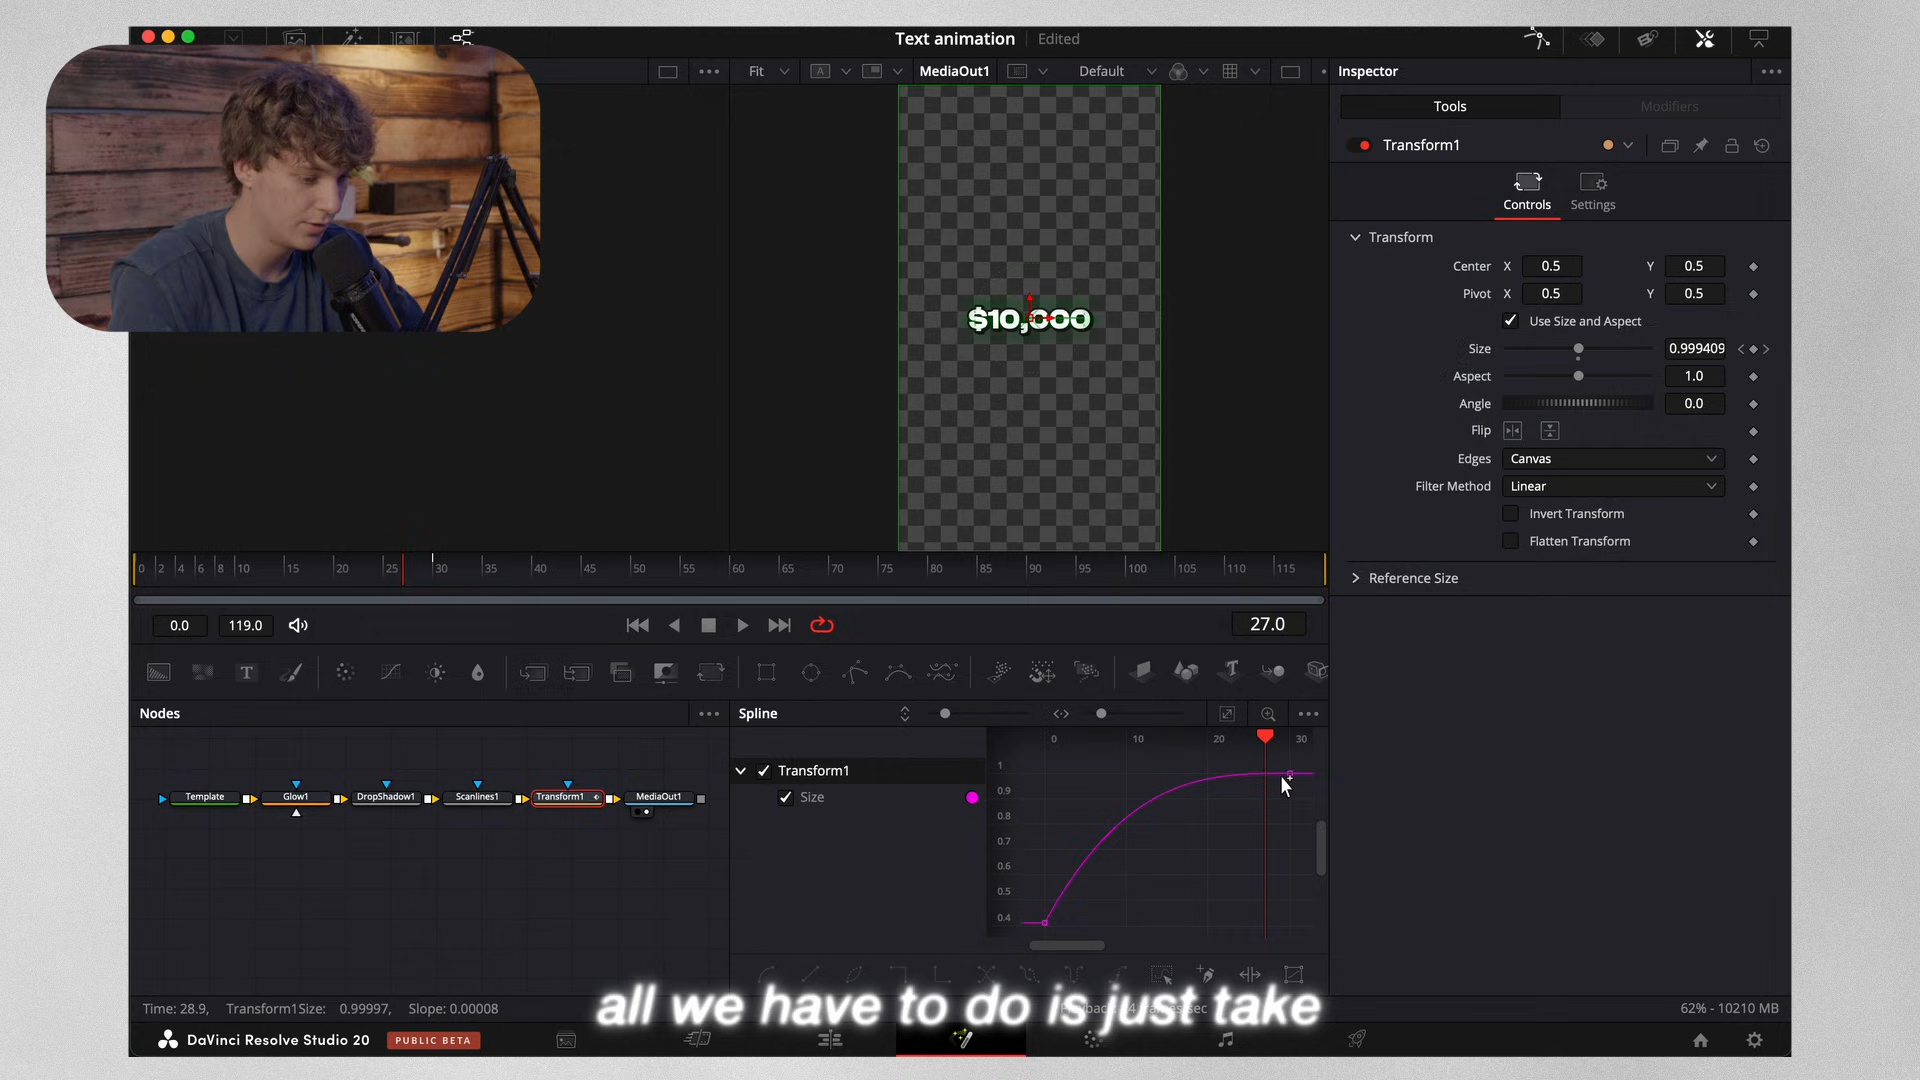 Text animation Edited
Fit A MediaOut1 Default Inspector
Tools Modifiers
Transform1
Controls Settings
Transform
Center X 0.5 Y 0.5
Pivot X 0.5 Y 0.5
Use Size and Aspect
Size 0.999409
Aspect 1.0
Angle 0.0
Flip
Edges Canvas
Filter Method Linear
Invert Transform
Flatten Transform
Reference Size
$10,000
0 2 4 6 8 10 15 20 25 30 35 40 45 50 55 60 65 70 75 80 85 90 95 100 105 110 115
0.0 119.0 27.0
T T
Nodes Spline
0 10 20 30
Transform1
Size
1
0.9
0.8
0.7
0.6
0.5
0.4
Template Glow1 DropShadow1 Scanlines1 Transform1 MediaOut1
all we have to do is just take
Time: 28.9, Transform1Size: 0.99997, Slope: 0.00008 62% - 10210 MB
DaVinci Resolve Studio 20 PUBLIC BETA